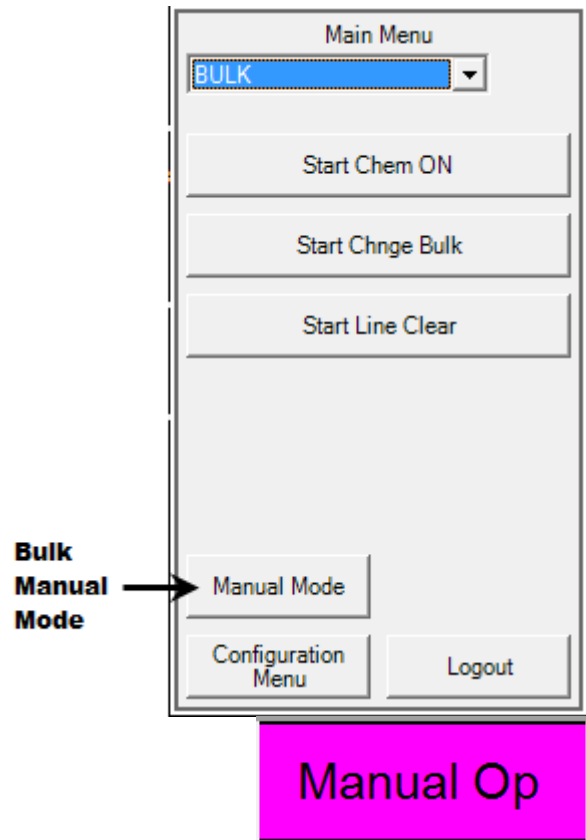 Main Menu
BULK
Start Chem ON
Start Chnge Bulk
Start Line Clear
Bulk
Manual
Mode
Manual Mode
Configuration
Menu
Logout
Manual Op